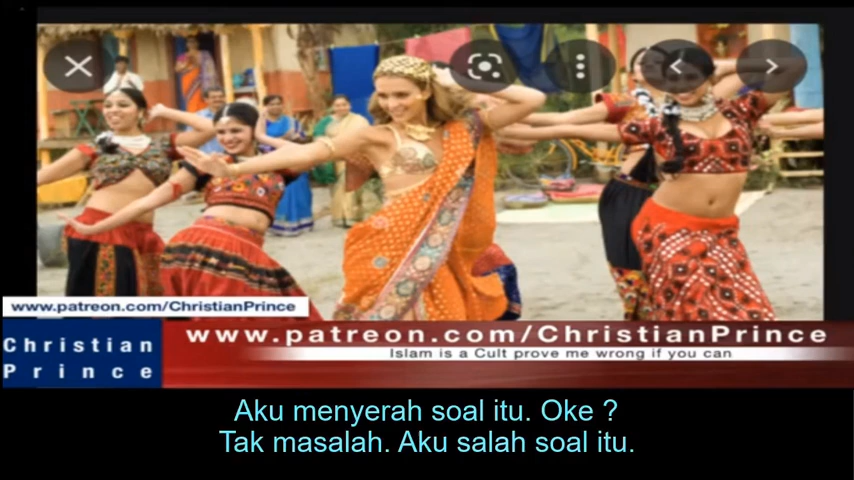 www.patreon.com/ChristianPrince
www.patreon.com/ChristianPrince
Islam is a Cult prove me wrong if you can
Christian
Prince
Aku menyerah soal itu. Oke ?
Tak masalah. Aku salah soal itu.